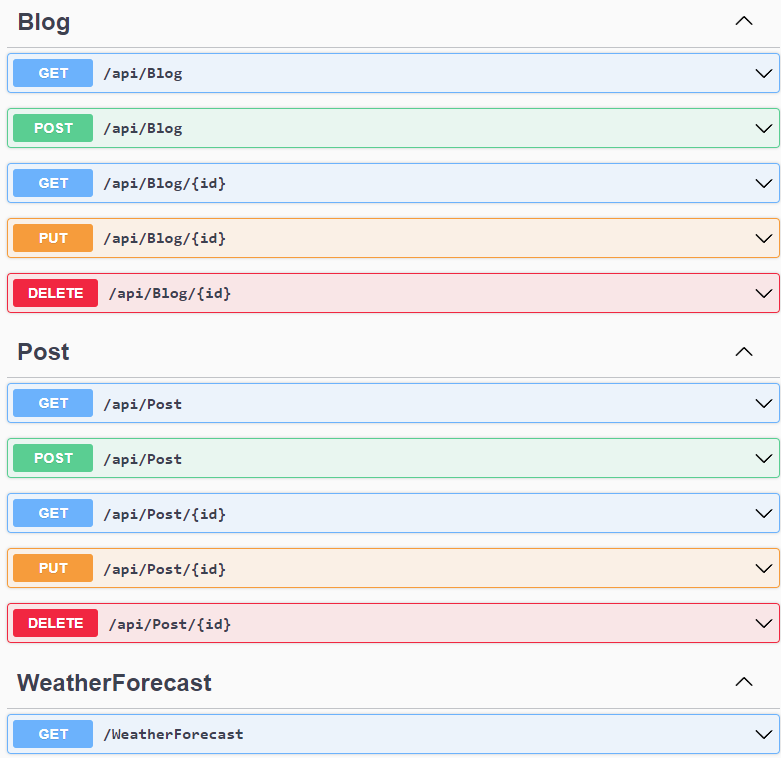 Blog
GET /api/Blog
POST /api/Blog
GET /api/Blog/{id}
PUT /api/Blog/{id}
DELETE /api/Blog/{id}
Post
GET /api/Post
POST /api/Post
GET /api/Post/{id}
PUT /api/Post/{id}
DELETE /api/Post/{id}
WeatherForecast
GET /WeatherForecast